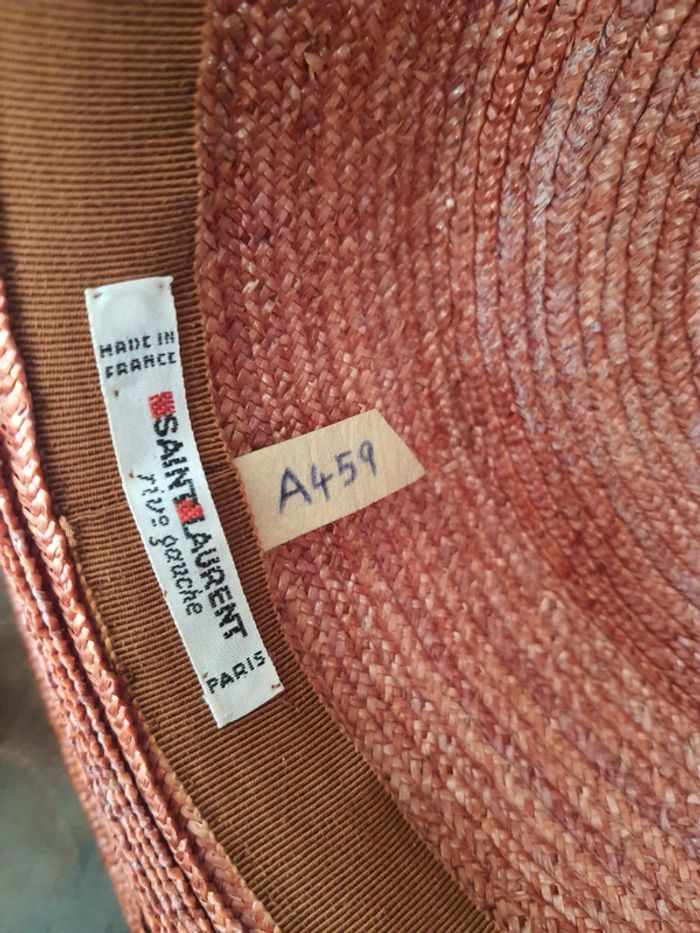 MADE IN
FRANCE
SAINT LAURENT
rive gauche
PARIS
A459